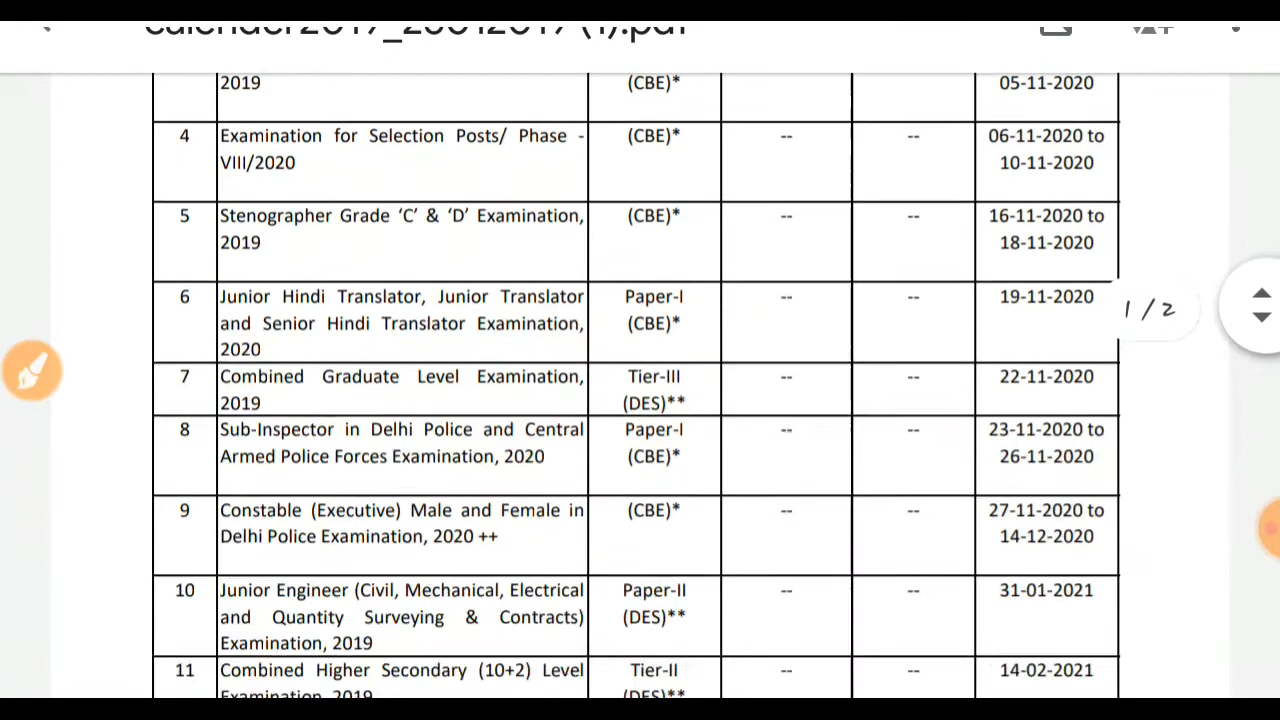 calender2019_23012019 (1).pdf
2019 (CBE)* 05-11-2020
4 Examination for Selection Posts/ Phase - (CBE)* -- -- 06-11-2020 to
VIII/2020 10-11-2020
5 Stenographer Grade ‘C’ & ‘D’ Examination, (CBE)* -- -- 16-11-2020 to
2019 18-11-2020
6 Junior Hindi Translator, Junior Translator Paper-I -- -- 19-11-2020
and Senior Hindi Translator Examination, (CBE)*
2020
1 / 2
7 Combined Graduate Level Examination, Tier-III -- -- 22-11-2020
2019 (DES)**
8 Sub-Inspector in Delhi Police and Central Paper-I -- -- 23-11-2020 to
Armed Police Forces Examination, 2020 (CBE)* 26-11-2020
9 Constable (Executive) Male and Female in (CBE)* -- -- 27-11-2020 to
Delhi Police Examination, 2020 ++ 14-12-2020
10 Junior Engineer (Civil, Mechanical, Electrical Paper-II -- -- 31-01-2021
and Quantity Surveying & Contracts) (DES)**
Examination, 2019
11 Combined Higher Secondary (10+2) Level Tier-II -- -- 14-02-2021
Examination, 2019 (DES)**